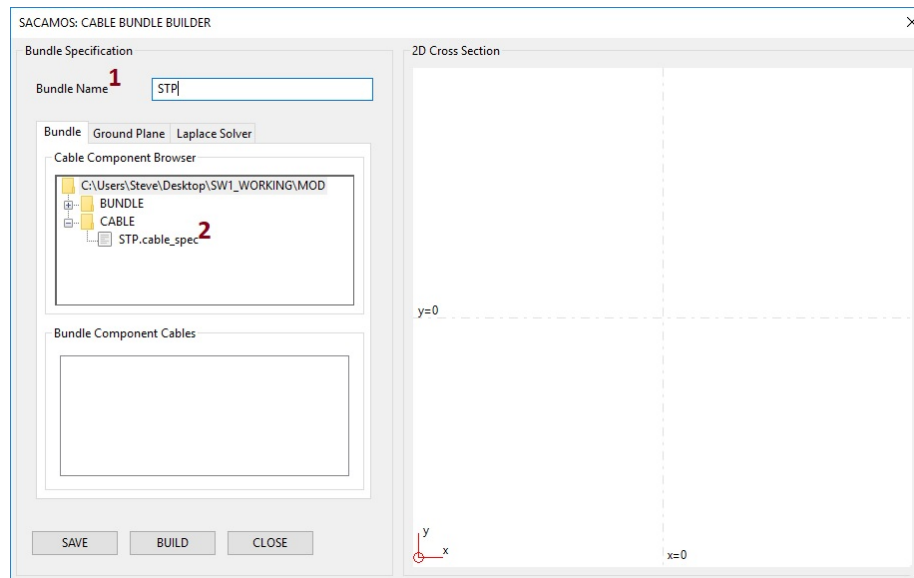 SACAMOS: CABLE BUNDLE BUILDER
Bundle Specification
Bundle Name 1 STP
Bundle Ground Plane Laplace Solver
Cable Component Browser
C:\Users\Steve\Desktop\SW1_WORKING\MOD
BUNDLE
CABLE
STP.cable_spec 2
Bundle Component Cables
SAVE BUILD CLOSE
2D Cross Section
y=0
y
x
x=0